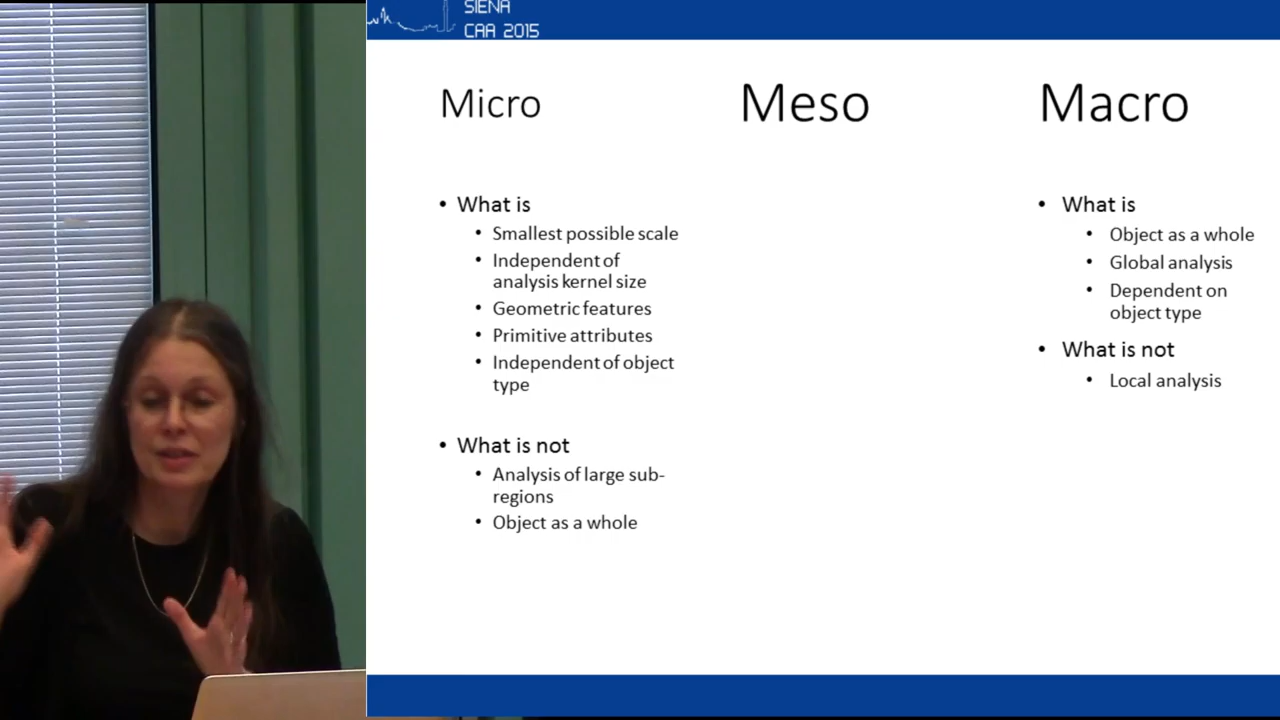 SIENA
CAA 2015
Micro
Meso
Macro
• What is
• Smallest possible scale
• Independent of
analysis kernel size
• Geometric features
• Primitive attributes
• Independent of object
type
• What is not
• Analysis of large sub-
regions
• Object as a whole
• What is
• Object as a whole
• Global analysis
• Dependent on
object type
• What is not
• Local analysis